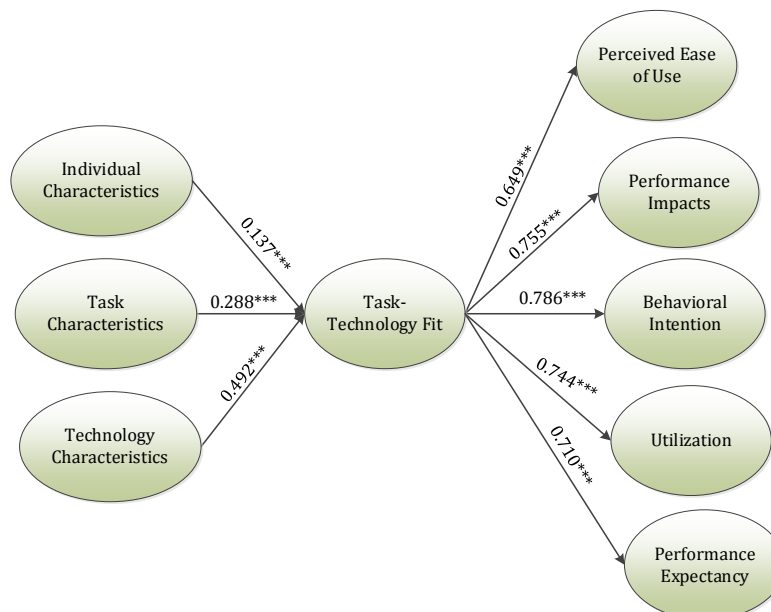 Perceived Ease
of Use
Individual
Characteristics
0.137***
0.649***
Performance
Impacts
0.755***
Task
Characteristics
0.288***
Task-
Technology Fit
0.786***
Behavioral
Intention
0.492***
0.744***
Technology
Characteristics
Utilization
0.710***
Performance
Expectancy